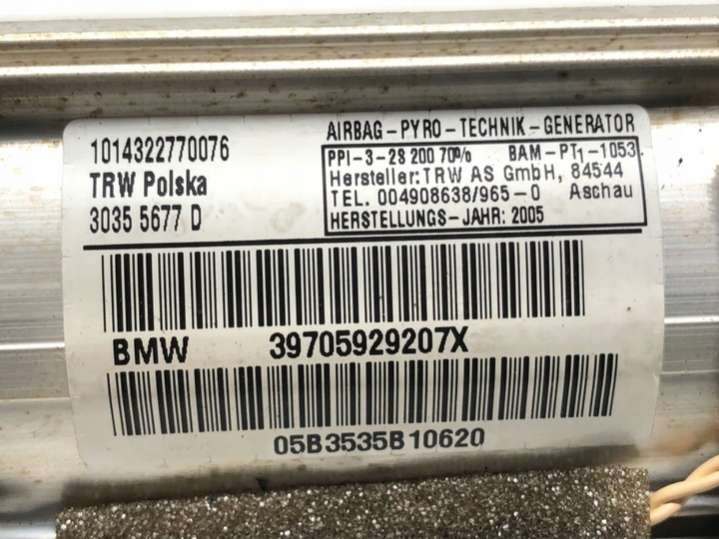 1014322770076
TRW Polska
3035 5677 D
AIRBAG-PYRO-TECHNIK-GENERATOR
PPI-3-2S 200 70% BAM-PT1-1053
Hersteller: TRW AS GmbH, 84544
TEL. 004908638/965-0 Aschau
HERSTELLUNGS-JAHR: 2005
BMW 39705929207X
05B3535B10620